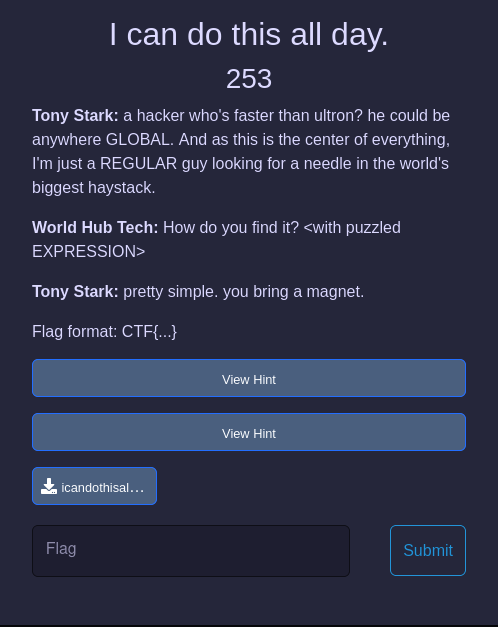 I can do this all day.
253
Tony Stark: a hacker who's faster than ultron? he could be
anywhere GLOBAL. And as this is the center of everything,
I'm just a REGULAR guy looking for a needle in the world's
biggest haystack.
World Hub Tech: How do you find it? <with puzzled
EXPRESSION>
Tony Stark: pretty simple. you bring a magnet.
Flag format: CTF{...}
View Hint
View Hint
icandothisal...
Flag
Submit